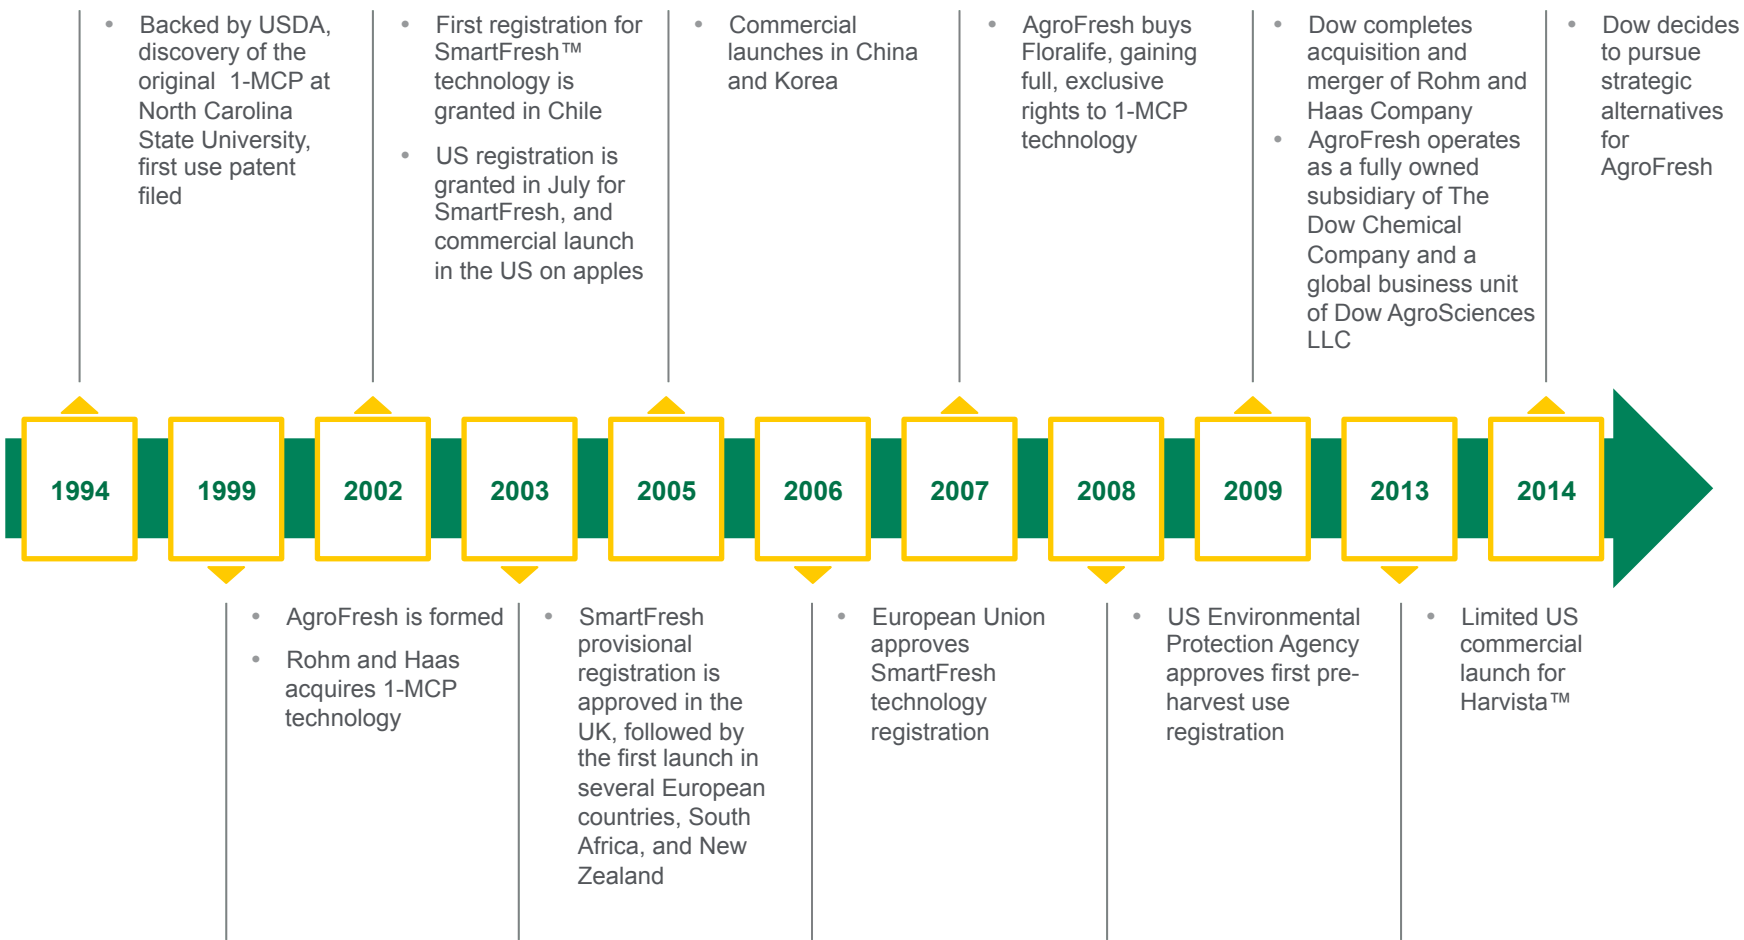 • Backed by USDA,
discovery of the
original 1-MCP at
North Carolina
State University,
first use patent
filed
• First registration for
SmartFresh™
technology is
granted in Chile
• US registration is
granted in July for
SmartFresh, and
commercial launch
in the US on apples
• Commercial
launches in China
and Korea
• AgroFresh buys
Floralife, gaining
full, exclusive
rights to 1-MCP
technology
• Dow completes
acquisition and
merger of Rohm and
Haas Company
• AgroFresh operates
as a fully owned
subsidiary of The
Dow Chemical
Company and a
global business unit
of Dow AgroSciences
LLC
• Dow decides
to pursue
strategic
alternatives
for
AgroFresh
1994
1999
2002
2003
2005
2006
2007
2008
2009
2013
2014
• AgroFresh is formed
• Rohm and Haas
acquires 1-MCP
technology
• SmartFresh
provisional
registration is
approved in the
UK, followed by
the first launch in
several European
countries, South
Africa, and New
Zealand
• European Union
approves
SmartFresh
technology
registration
• US Environmental
Protection Agency
approves first pre-
harvest use
registration
• Limited US
commercial
launch for
Harvista™